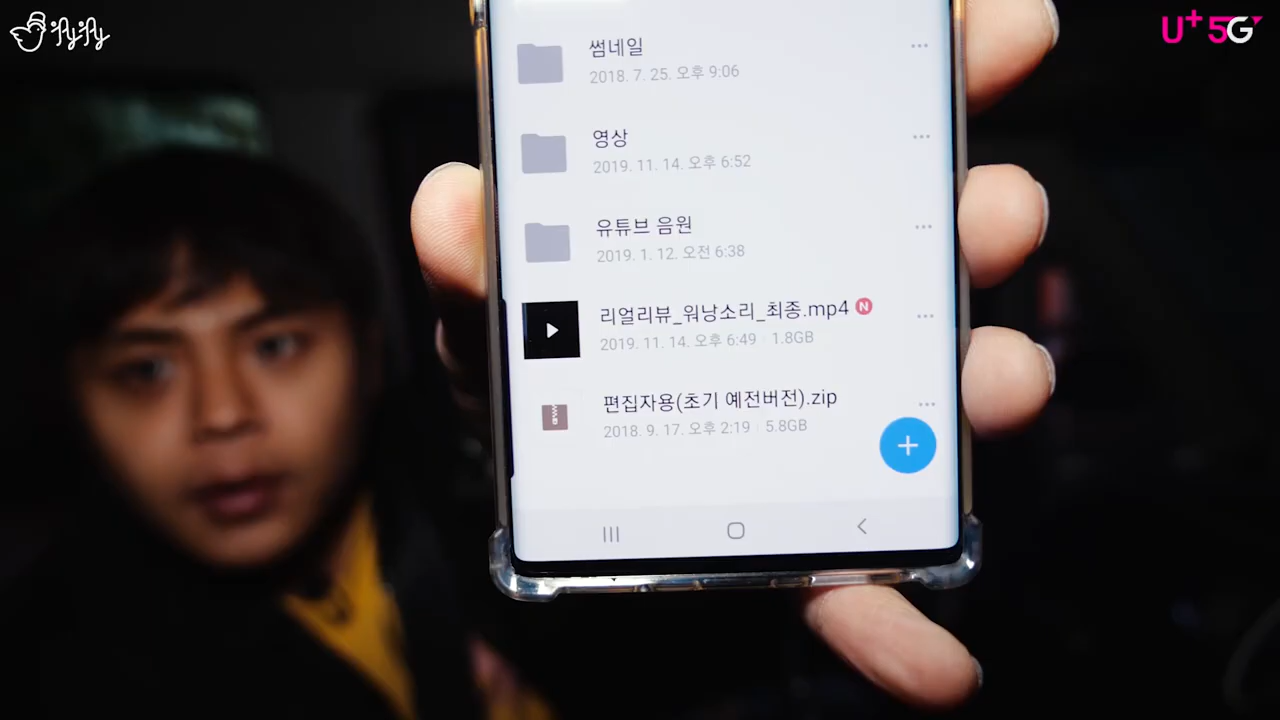 U+ 5G
썸네일
2018. 7. 25. 오후 9:06
영상
2019. 11. 14. 오후 6:52
유튜브 음원
2019. 1. 12. 오전 6:38
리얼리뷰_워낭소리_최종.mp4 N
2019. 11. 14. 오후 6:49 1.8GB
편집자용(초기 예전버전).zip
2018. 9. 17. 오후 2:19 5.8GB